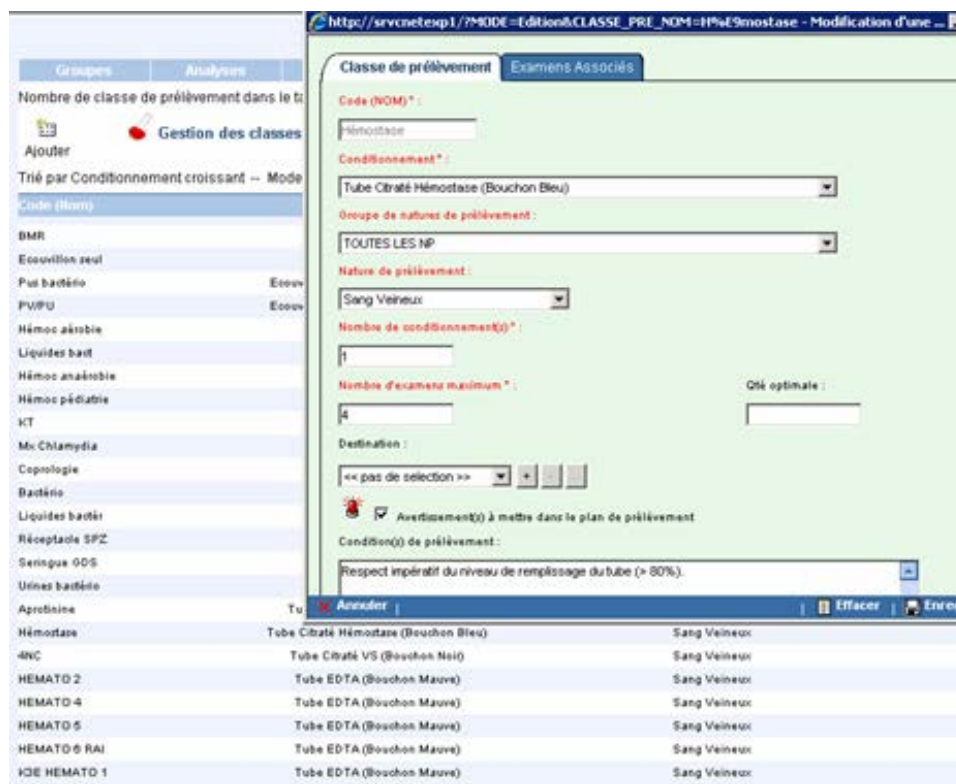 http://srvcnetexp1/?MODE=Edition&CLASSE_PRE_NOM=H%E9mostase - Modification d'une ...
Groupes Analyses
Nombre de classe de prélèvement dans le ta
Ajouter
Gestion des classes
Trié par Conditionnement croissant -- Mode
Code (Nom)
BMR
Ecouvillon seul
Pus bactério Ecouv
PV/PU Ecouv
Hémoc aérobie
Liquides bact
Hémoc anaérobie
Hémoc pédiatrie
KT
Mx Chlamydia
Coprologie
Bactério
Liquides bactér
Réceptacle SPZ
Seringue GDS
Urines bactério
Aprotinine Tu
Classe de prélèvement Examens Associés
Code (NOM) * :
Hémostase
Conditionnement * :
Tube Citraté Hémostase (Bouchon Bleu)
Groupe de natures de prélèvement :
TOUTES LES NP
Nature de prélèvement :
Sang Veineux
Nombre de conditionnement(s) * :
1
Nombre d'examens maximum * : Qté optimale :
4
Destination :
<< pas de selection >> +
Avertissement(s) à mettre dans le plan de prélèvement
Condition(s) de prélèvement :
Respect impératif du niveau de remplissage du tube (> 80%).
Annuler | | Effacer | Enre
Hémostase Tube Citraté Hémostase (Bouchon Bleu) Sang Veineux
4NC Tube Citraté VS (Bouchon Noir) Sang Veineux
HEMATO 2 Tube EDTA (Bouchon Mauve) Sang Veineux
HEMATO 4 Tube EDTA (Bouchon Mauve) Sang Veineux
HEMATO 5 Tube EDTA (Bouchon Mauve) Sang Veineux
HEMATO 6 RAI Tube EDTA (Bouchon Mauve) Sang Veineux
HEMATO 1 Tube EDTA (Bouchon Mauve) Sang Veineux